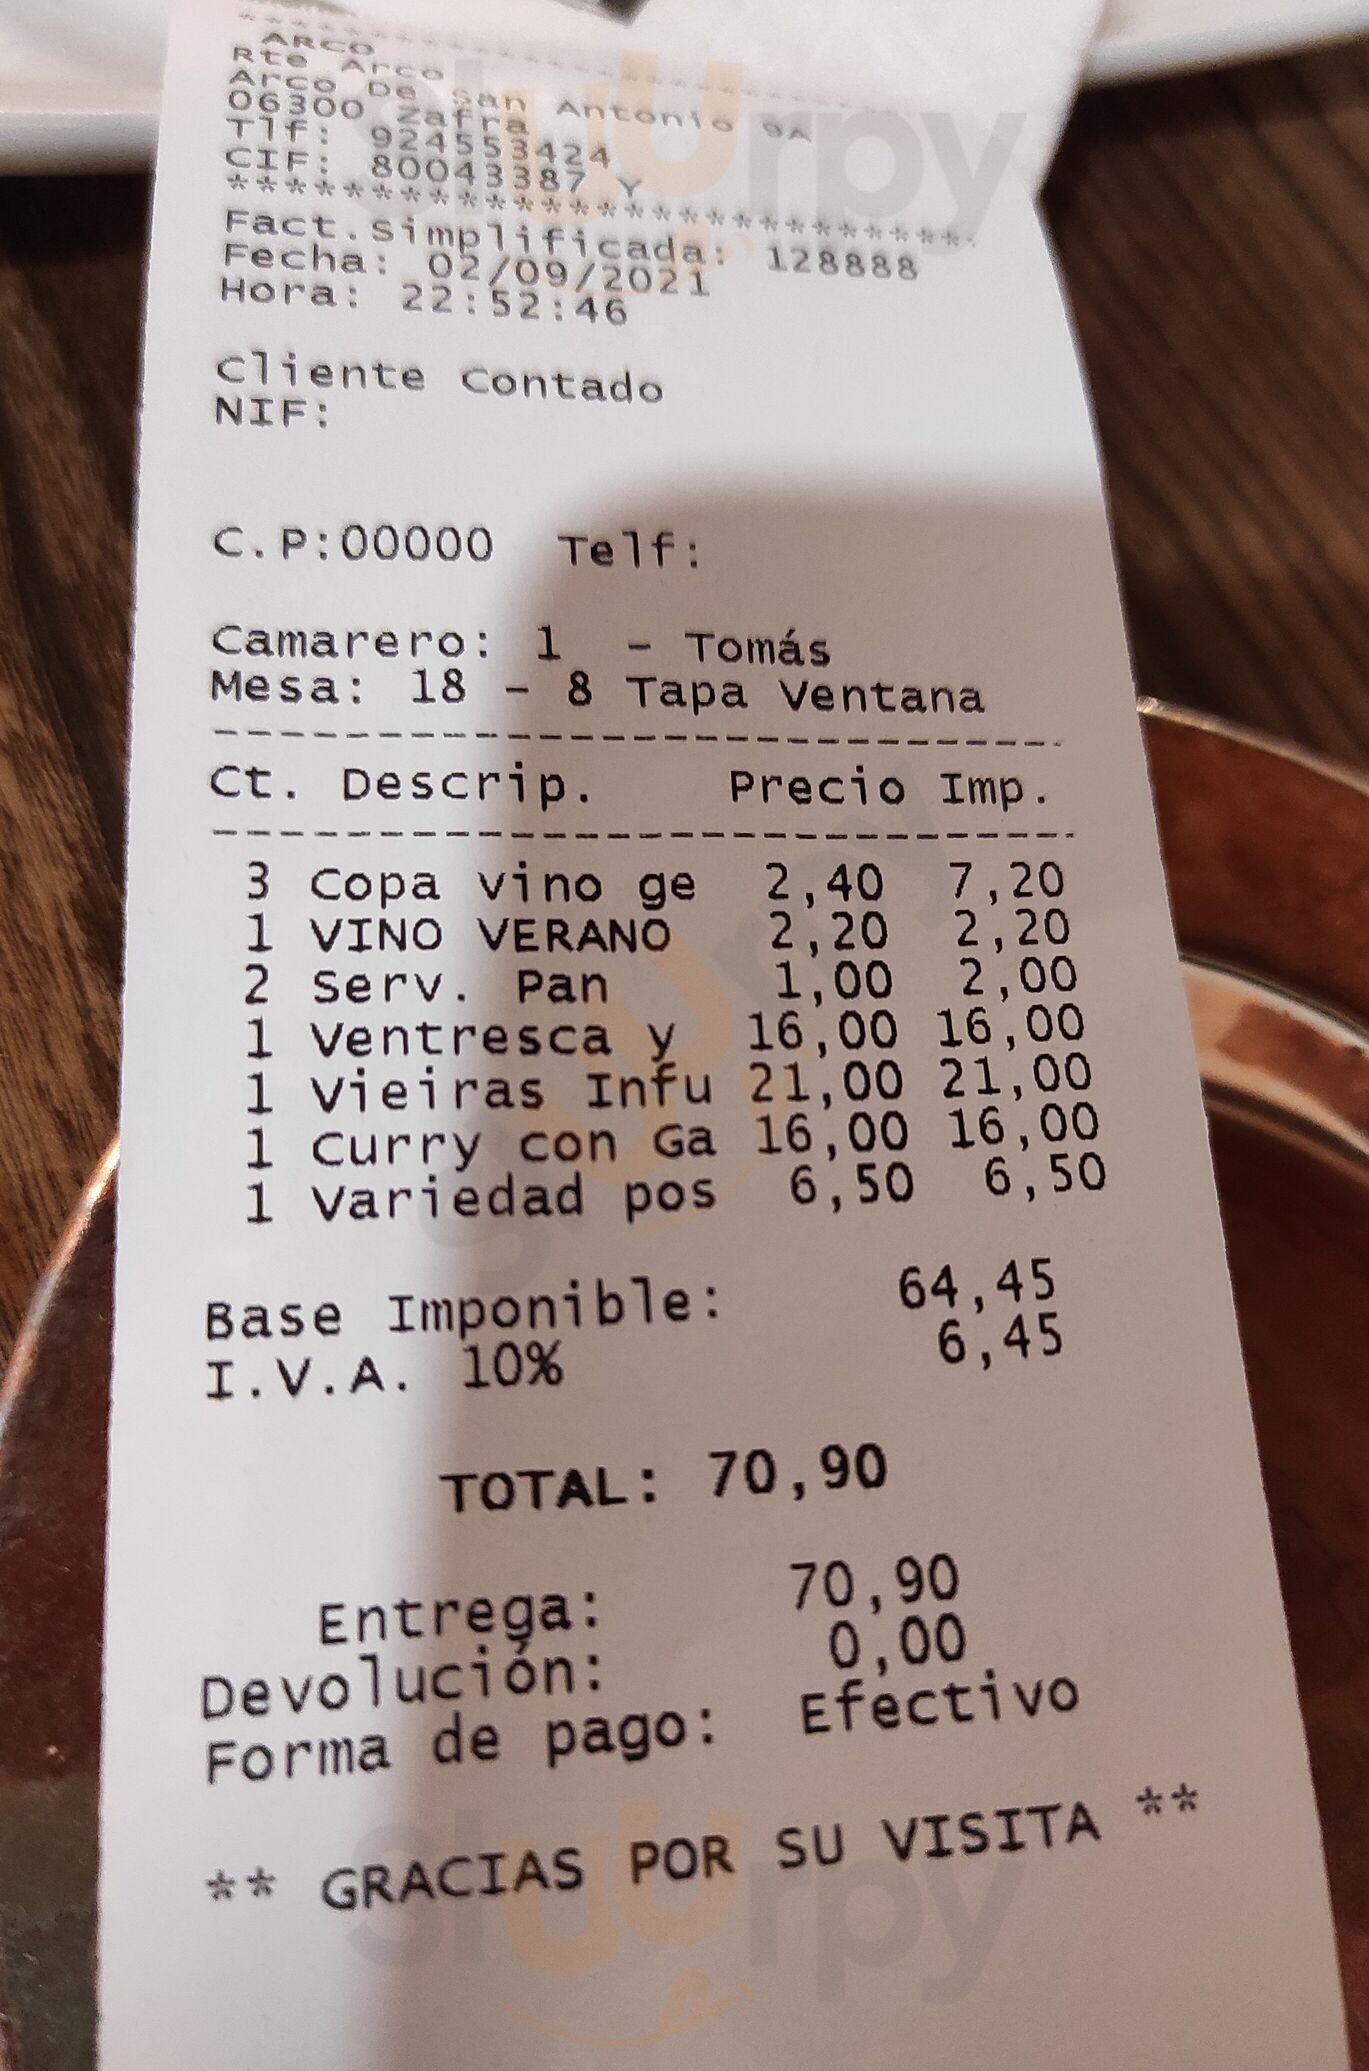 ******************************
ARCO
Rte Arco
Arco De San Antonio 9A
06300 Zafra
Tlf: 924553424
CIF: 80043387 Y
******************************
Fact.Simplificada: 128888
Fecha: 02/09/2021
Hora: 22:52:46
Cliente Contado
NIF:
C.P:00000 Telf:
Camarero: 1 - Tomás
Mesa: 18 - 8 Tapa Ventana
------------------------------
Ct. Descrip. Precio Imp.
------------------------------
3 Copa vino ge 2,40 7,20
1 VINO VERANO 2,20 2,20
2 Serv. Pan 1,00 2,00
1 Ventresca y 16,00 16,00
1 Vieiras Infu 21,00 21,00
1 Curry con Ga 16,00 16,00
1 Variedad pos 6,50 6,50
Base Imponible: 64,45
I.V.A. 10% 6,45
TOTAL: 70,90
Entrega: 70,90
Devolución: 0,00
Forma de pago: Efectivo
** GRACIAS POR SU VISITA **
sluurpy
sluurpy
sluurpy